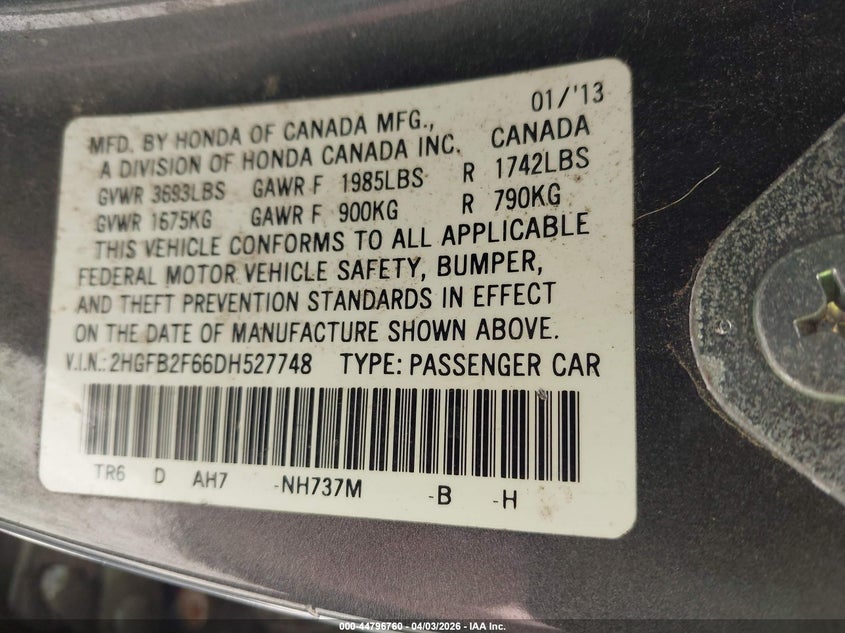 01/'13
MFD. BY HONDA OF CANADA MFG.,
A DIVISION OF HONDA CANADA INC. CANADA
GVWR 3693LBS GAWR F 1985LBS R 1742LBS
GVWR 1675KG GAWR F 900KG R 790KG
THIS VEHICLE CONFORMS TO ALL APPLICABLE
FEDERAL MOTOR VEHICLE SAFETY, BUMPER,
AND THEFT PREVENTION STANDARDS IN EFFECT
ON THE DATE OF MANUFACTURE SHOWN ABOVE.
V.I.N.: 2HGFB2F66DH527748 TYPE: PASSENGER CAR
TR6 D AH7 -NH737M -B -H
000-44796760 - 04/03/2026 - IAA Inc.